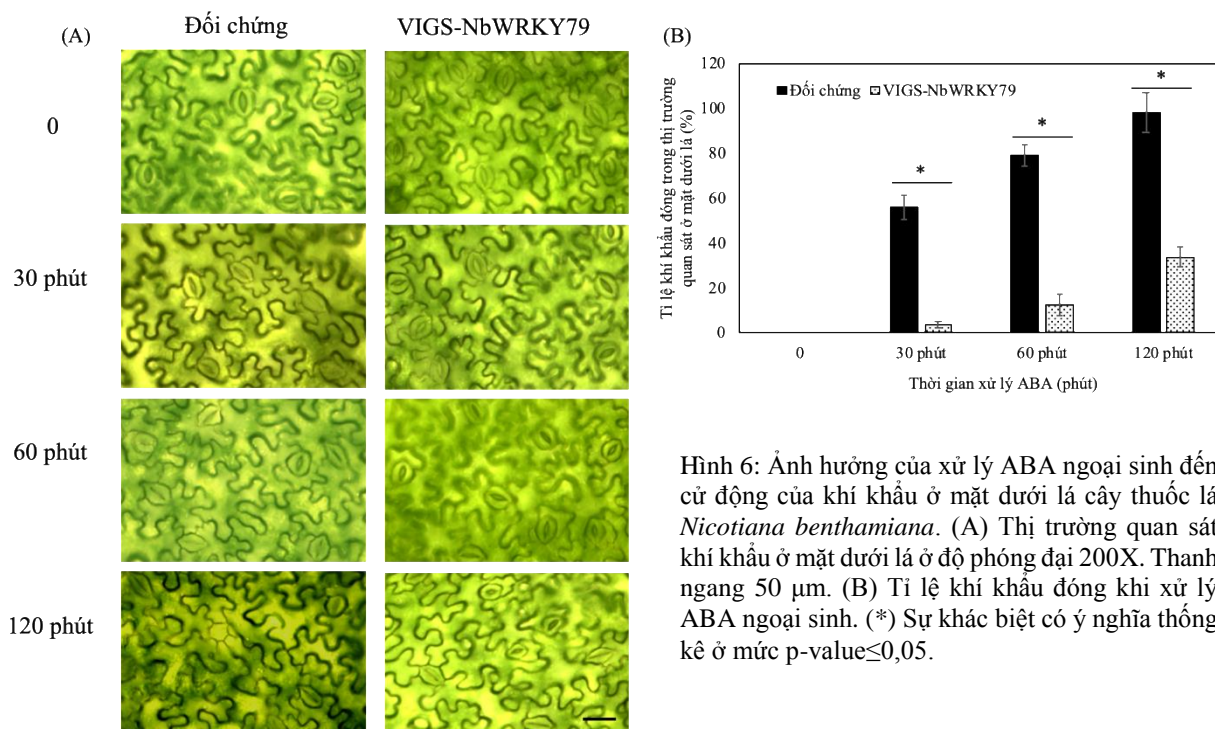 (A)
Đối chứng
VIGS-NbWRKY79
0
30 phút
60 phút
120 phút
(B)
Tỉ lệ khí khẩu đóng trong thị trường
quan sát ở mặt dưới lá (%)
120
100
80
60
40
20
0
Đối chứng
VIGS-NbWRKY79
*
*
*
0
30 phút
60 phút
120 phút
Thời gian xử lý ABA (phút)
Hình 6: Ảnh hưởng của xử lý ABA ngoại sinh đến
cử động của khí khẩu ở mặt dưới lá cây thuốc lá
Nicotiana benthamiana. (A) Thị trường quan sát
khí khẩu ở mặt dưới lá ở độ phóng đại 200X. Thanh
ngang 50 μm. (B) Tỉ lệ khí khẩu đóng khi xử lý
ABA ngoại sinh. (*) Sự khác biệt có ý nghĩa thống
kê ở mức p-value≤0,05.